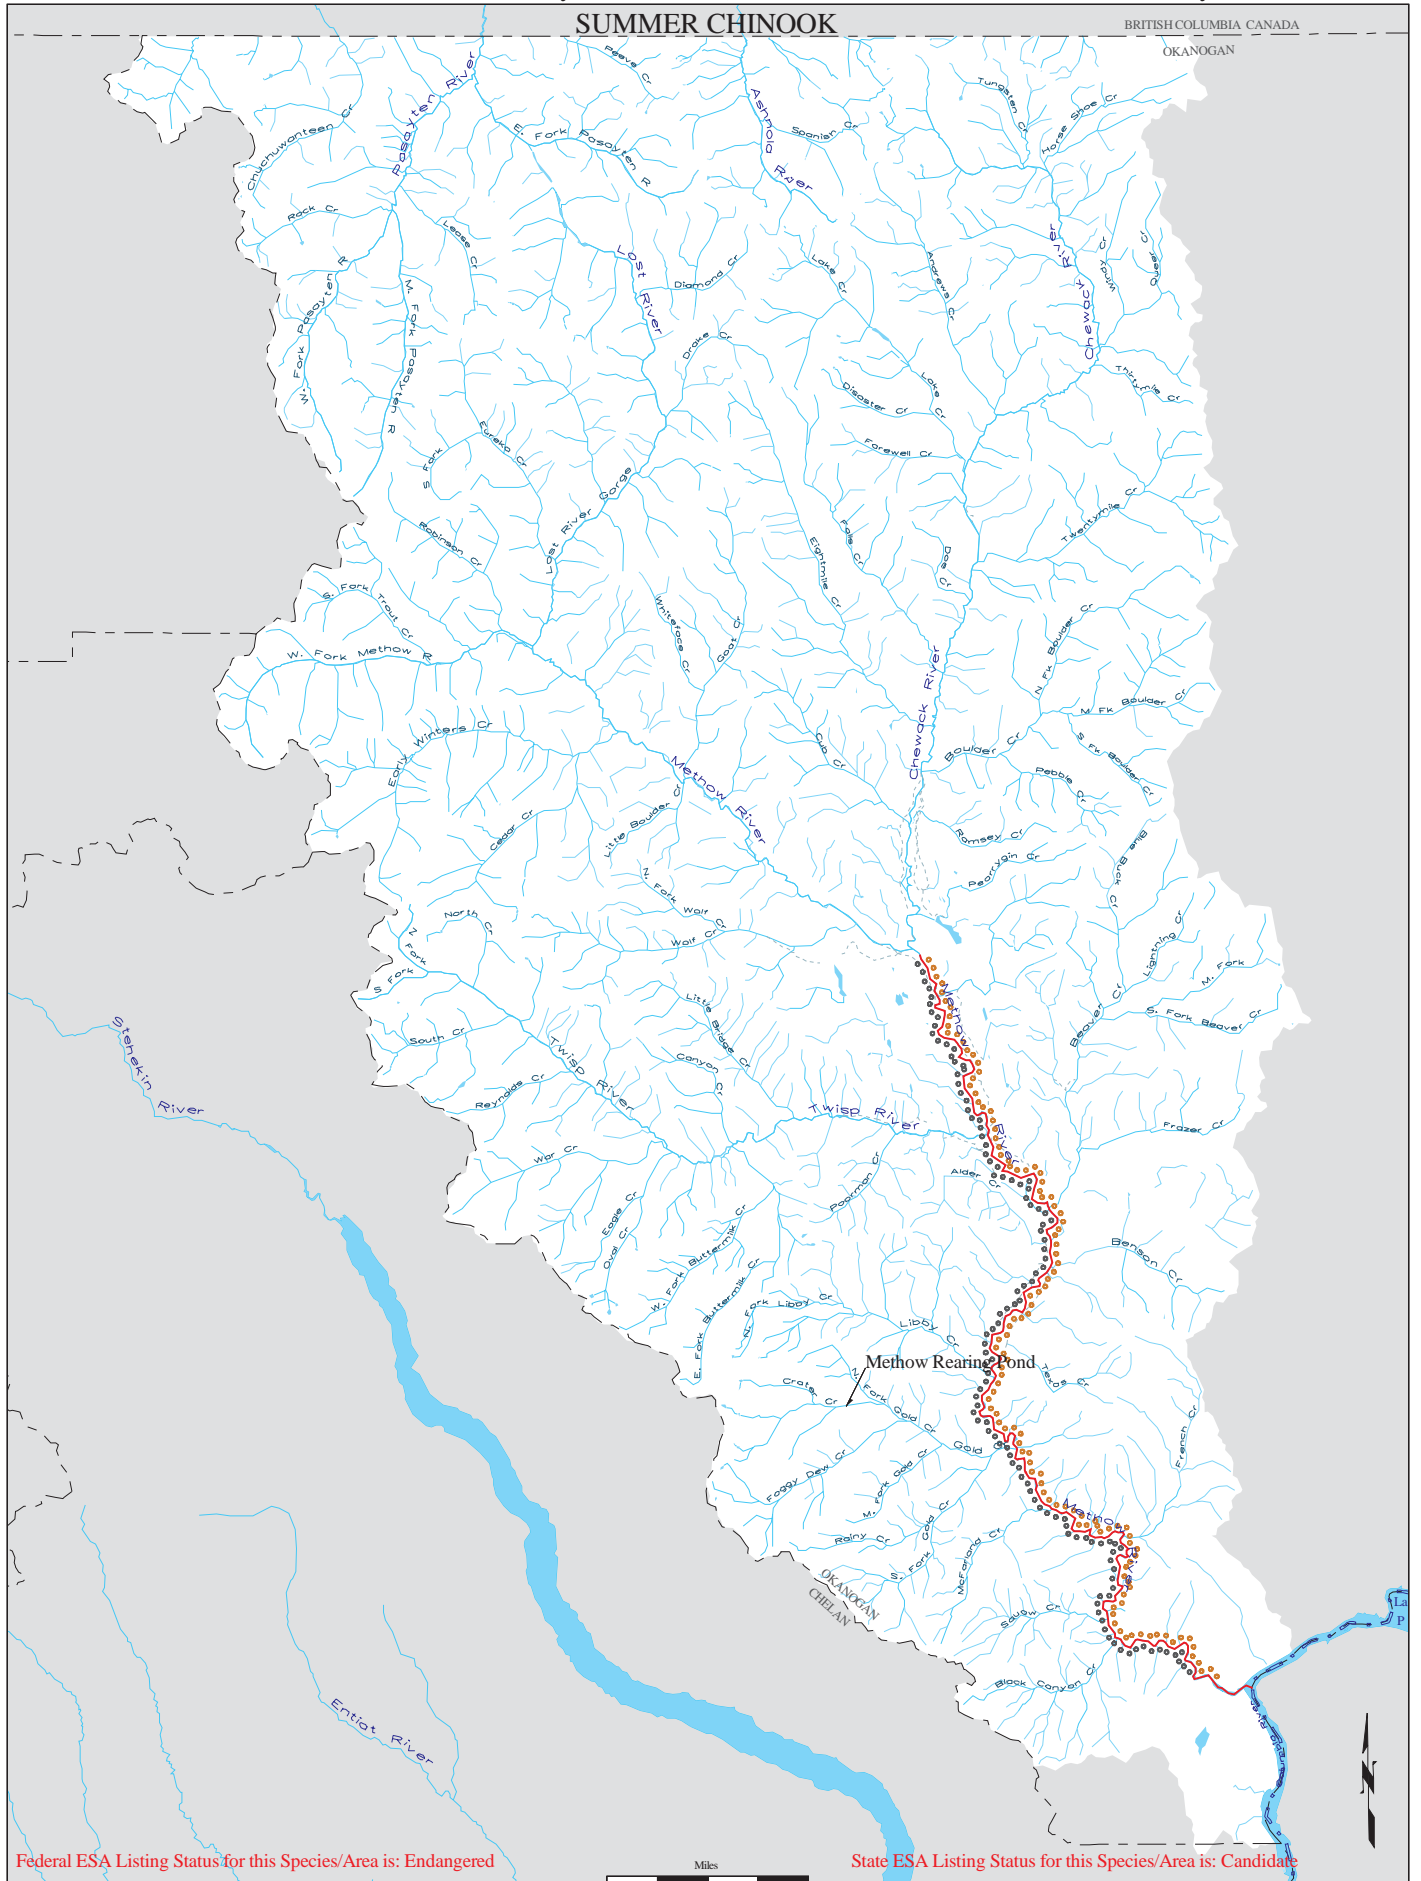 SUMMER CHINOOK
BRITISH COLUMBIA CANADA
OKANOGAN
Peeve Cr
Pasayten River
Ashnola River
Tungsten Cr
Horse Shoe Cr
Chuchuwanteen Cr
E. Fork Pasayten R
Spanish Cr
Rock Cr
Lease Cr
Lost River
Diamond Cr
Lake Cr
Andrews Cr
Chewack River
Windy Cr
Queer Cr
W. Fork Pasayten R
M. Fork Pasayten R
Drake Cr
Disaster Cr
Lake Cr
Thirtymile Cr
Eureka Cr
S Fork
Farewell Cr
Lost River Gorge
Robinson Cr
Eightmile Cr
Falls Cr
Doe Cr
Twentymile Cr
S. Fork Trout Cr
Whiteface Cr
Goat Cr
N Fk Boulder Cr
W. Fork Methow R
Chewack River
M Fk Boulder Cr
Early Winters Cr
Cub Cr
Boulder Cr
S Fk Boulder Cr
Methow River
Pebble Cr
Little Boulder Cr
Cedar Cr
Ramsey Cr
Blue Buck Cr
Pearrygin Cr
N. Fork Wolf Cr
North Cr
N Fork
Wolf Cr
Lightning Cr
M. Fork
S Fork
Little Bridge Cr
Methow River
Beaver Cr
S. Fork Beaver Cr
Stehekin River
South Cr
Twisp River
Canyon Cr
Reynolds Cr
Twisp River
Frazer Cr
War Cr
Alder Cr
Poorman Cr
Eagle Cr
Oval Cr
W. Fork Buttermilk Cr
E. Fork Buttermilk Cr
Benson Cr
N. Fork Libby Cr
Libby Cr
Methow Rearing Pond
Texas Cr
Crater Cr
N. Fork Gold Cr
Gold C
French Cr
Foggy Dew Cr
M. Fork Gold Cr
Methow River
Rainy Cr
S. Fork Gold Cr
McFarland Cr
OKANOGAN
CHELAN
Squaw Cr
La
P
Black Canyon Cr
Entiat River
Columbia River
N
Federal ESA Listing Status for this Species/Area is: Endangered
Miles
State ESA Listing Status for this Species/Area is: Candidate